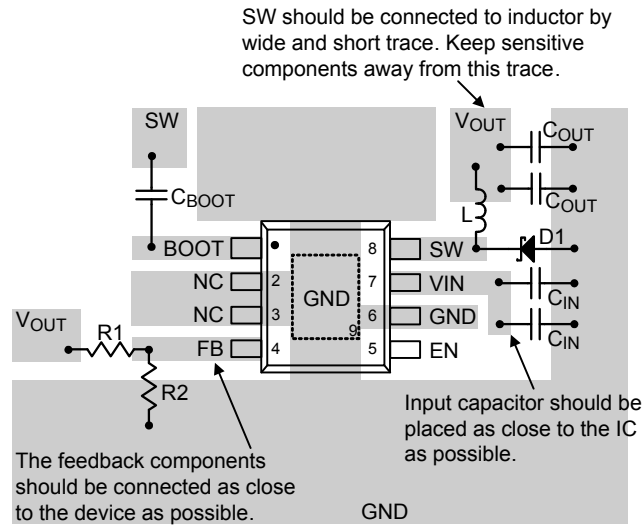 SW should be connected to inductor by
wide and short trace. Keep sensitive
components away from this trace.
SW
VOUT
COUT
CBOOT
COUT
L
D1
BOOT
8
SW
NC
2
7
VIN
GND
CIN
NC
3
6
GND
9
VOUT
R1
CIN
FB
4
5
EN
R2
Input capacitor should be
placed as close to the IC
as possible.
The feedback components
should be connected as close
to the device as possible.
GND